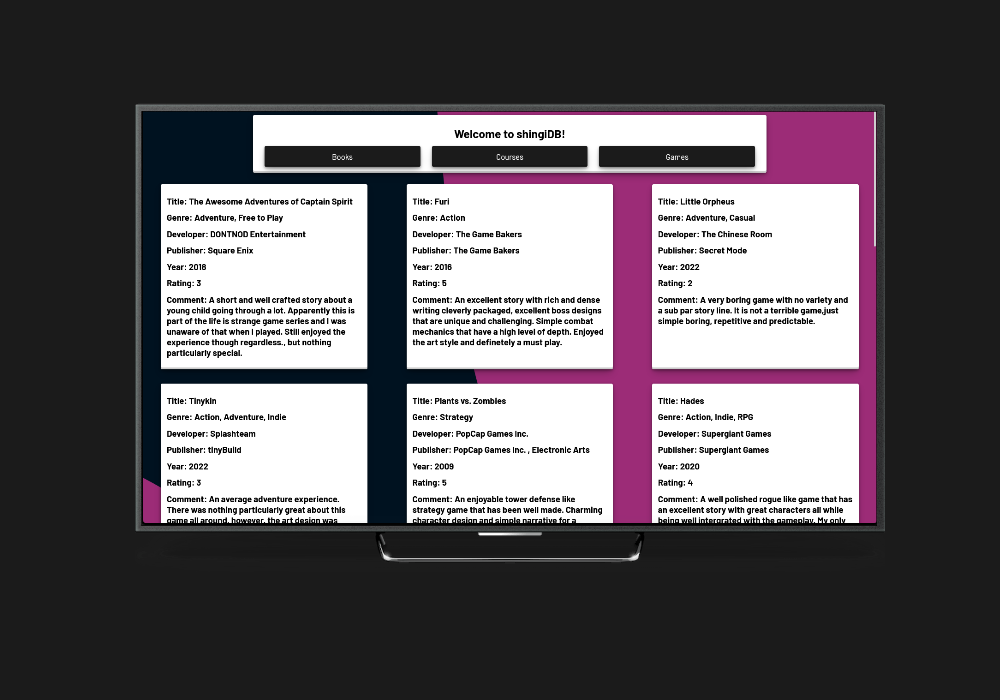 Welcome to shingiDB!
Books
Courses
Games
Title: The Awesome Adventures of Captain Spirit
Genre: Adventure, Free to Play
Developer: DONTNOD Entertainment
Publisher: Square Enix
Year: 2018
Rating: 3
Comment: A short and well crafted story about a
young child going through a lot. Apparently this is
part of the life is strange game series and I was
unaware of that when I played. Still enjoyed the
experience though regardless., but nothing
particularly special.
Title: Furi
Genre: Action
Developer: The Game Bakers
Publisher: The Game Bakers
Year: 2016
Rating: 5
Comment: An excellent story with rich and dense
writing cleverly packaged, excellent boss designs
that are unique and challenging. Simple combat
mechanics that have a high level of depth. Enjoyed
the art style and definetely a must play.
Title: Little Orpheus
Genre: Adventure, Casual
Developer: The Chinese Room
Publisher: Secret Mode
Year: 2022
Rating: 2
Comment: A very boring game with no variety and
a sub par story line. It is not a terrible game,just
simple boring, repetitive and predictable.
Title: Tinykin
Genre: Action, Adventure, Indie
Developer: Splashteam
Publisher: tinyBuild
Year: 2022
Rating: 3
Comment: An average adventure experience.
There was nothing particularly great about this
game all around, however, the art design was
Title: Plants vs. Zombies
Genre: Strategy
Developer: PopCap Games Inc.
Publisher: PopCap Games Inc. , Electronic Arts
Year: 2009
Rating: 5
Comment: An enjoyable tower defense like
strategy game that has been well made. Charming
character design and simple narrative for a
Title: Hades
Genre: Action, Indie, RPG
Developer: Supergiant Games
Publisher: Supergiant Games
Year: 2020
Rating: 4
Comment: A well polished rogue like game that has
an excellent story with great characters all while
being well intergrated with the gameplay. My only